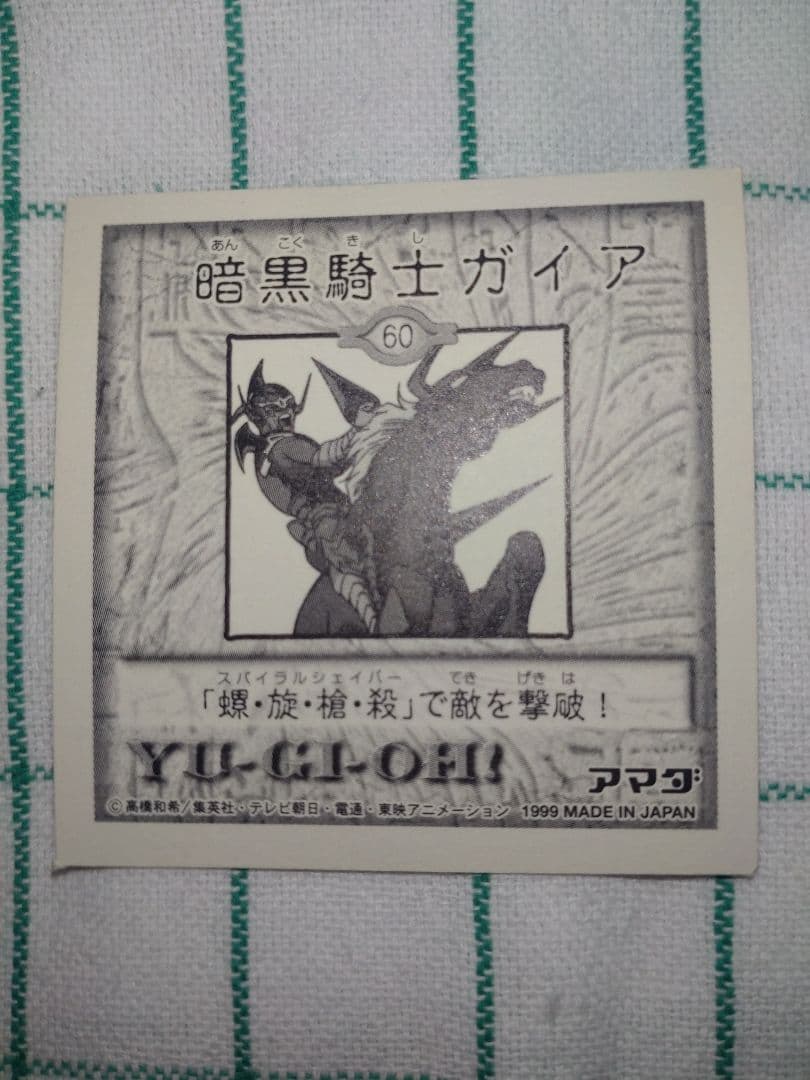 あん こく き し
暗黒騎士ガイア
60
スパイラルシェイバー てき げき は
「螺・旋・槍・殺」で敵を撃破！
YU-GI-OH!
アマダ
©高橋和希/集英社・テレビ朝日・電通・東映アニメーション 1999 MADE IN JAPAN